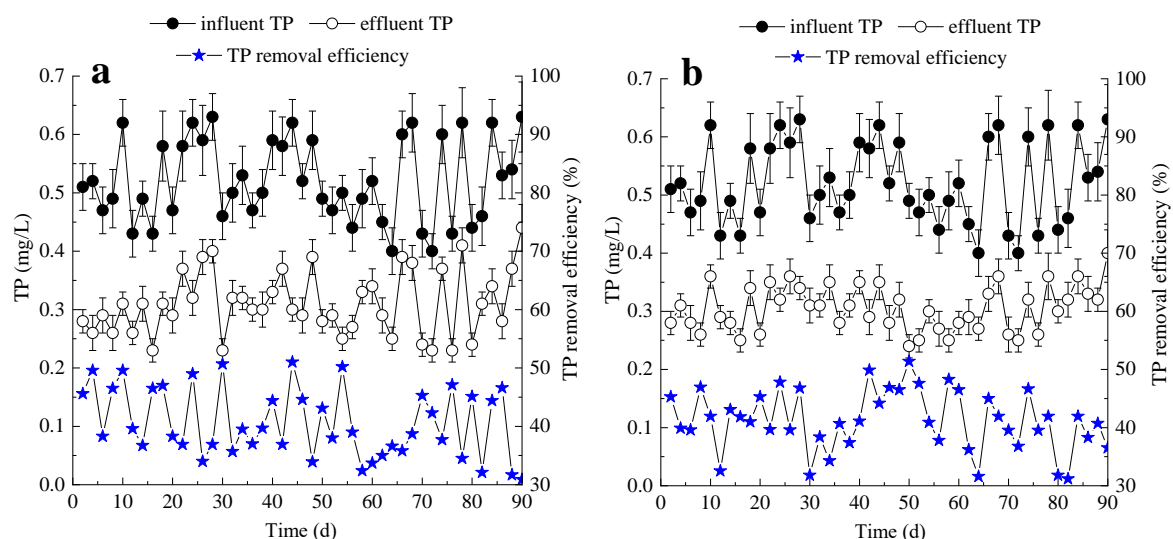 influent TP effluent TP
TP removal efficiency
a
0.7
0.6
0.5
0.4
0.3
0.2
0.1
0.0
TP (mg/L)
100
90
80
70
60
50
40
30
TP removal efficiency (%)
0 10 20 30 40 50 60 70 80 90
Time (d)
influent TP effluent TP
TP removal efficiency
b
0.7
0.6
0.5
0.4
0.3
0.2
0.1
0.0
TP (mg/L)
100
90
80
70
60
50
40
30
TP removal efficiency (%)
0 10 20 30 40 50 60 70 80 90
Time (d)